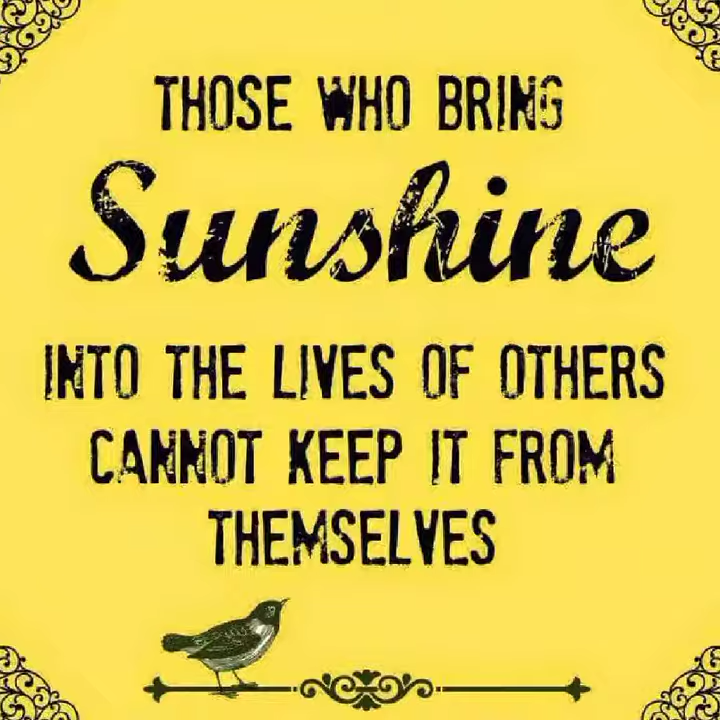 THOSE WHO BRING
Sunshine
INTO THE LIVES OF OTHERS
CANNOT KEEP IT FROM
THEMSELVES